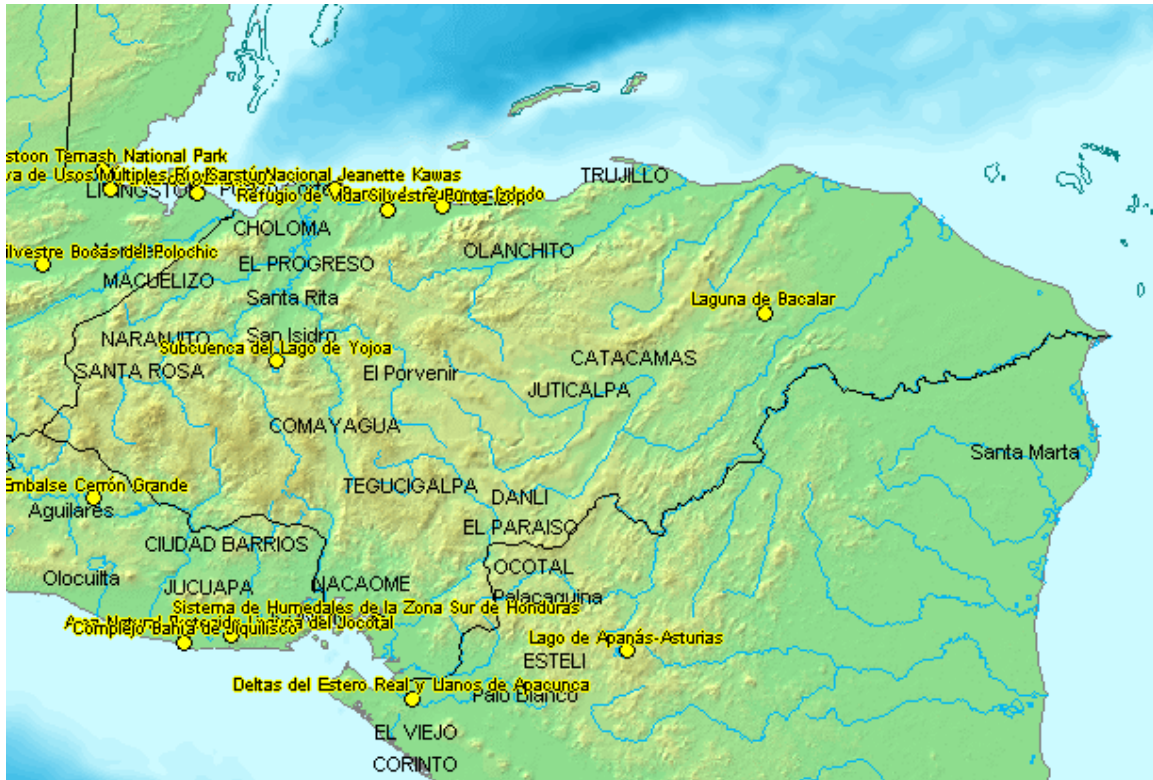 stoon Temash National Park
va de Usos Múltiples Río Sarstún
Nacional Jeanette Kawas
LIVINGSTON
TRUJILLO
Refugio de Vida Silvestre Punta Izopo
CHOLOMA
OLANCHITO
ilvestre Bocas del Polochic
EL PROGRESO
MACUELIZO
Santa Rita
Laguna de Bacalar
NARANJITO
San Isidro
Subcuenca del Lago de Yojoa
CATACAMAS
SANTA ROSA
El Porvenir
JUTICALPA
COMAYAGUA
Santa Marta
Embalse Cerrón Grande
TEGUCIGALPA
DANLI
Aguilares
EL PARAISO
CIUDAD BARRIOS
OCOTAL
Olocuilta
JUCUAPA
NACAOME
Palacaguina
Sistema de Humedales de la Zona Sur de Honduras
Complejo Bahía de Jiquilisco
del Jocotal
Lago de Apanás-Asturias
ESTELI
Deltas del Estero Real y Llanos de Apacunca
Palo Blanco
EL VIEJO
CORINTO